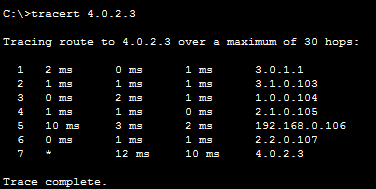 C:\>tracert 4.0.2.3
Tracing route to 4.0.2.3 over a maximum of 30 hops:
1 2 ms 0 ms 1 ms 3.0.1.1
2 1 ms 1 ms 1 ms 3.1.0.103
3 0 ms 2 ms 1 ms 1.0.0.104
4 1 ms 1 ms 0 ms 2.1.0.105
5 10 ms 3 ms 2 ms 192.168.0.106
6 0 ms 1 ms 1 ms 2.2.0.107
7 * 12 ms 10 ms 4.0.2.3
Trace complete.